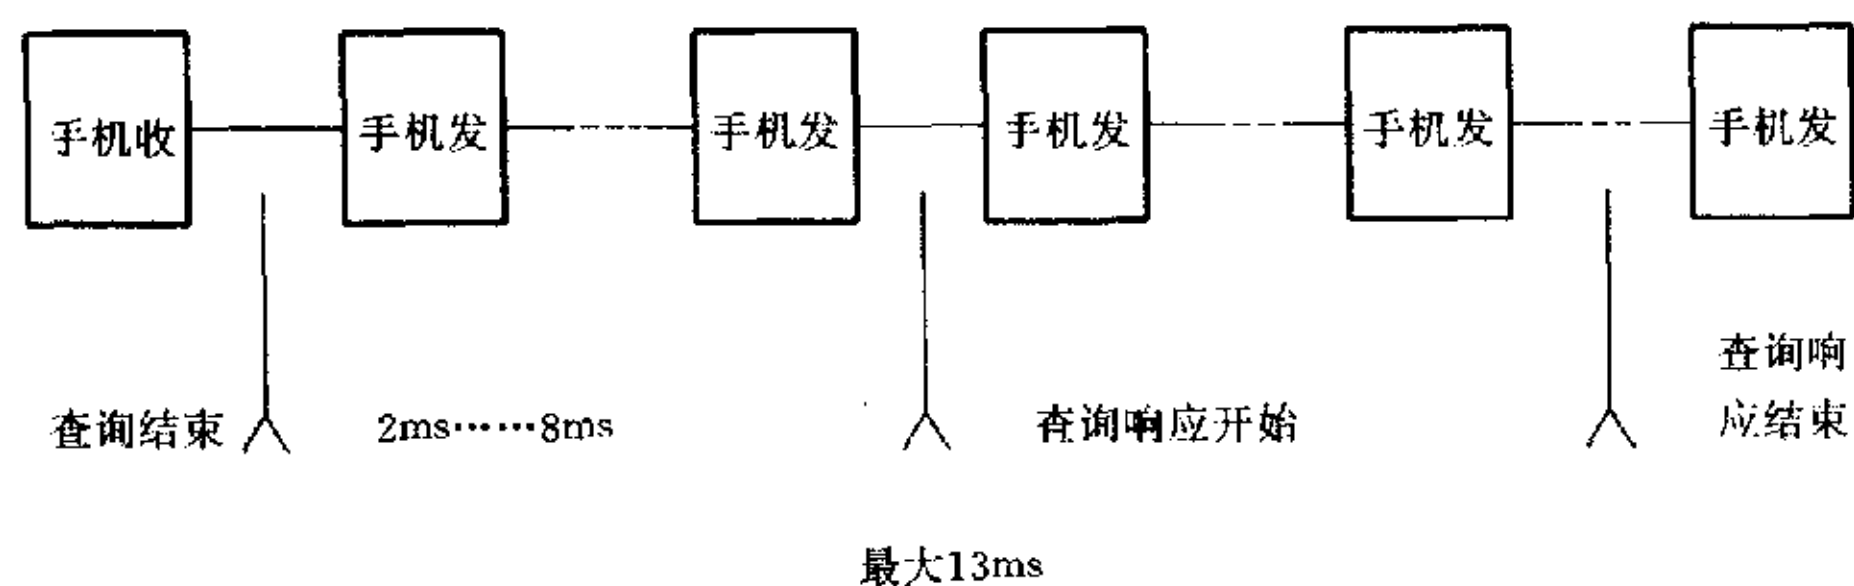 手机收 手机发 手机发 手机发 手机发 手机发
查询响
查询结束 2ms……8ms 查询响应开始 应结束
最大13ms